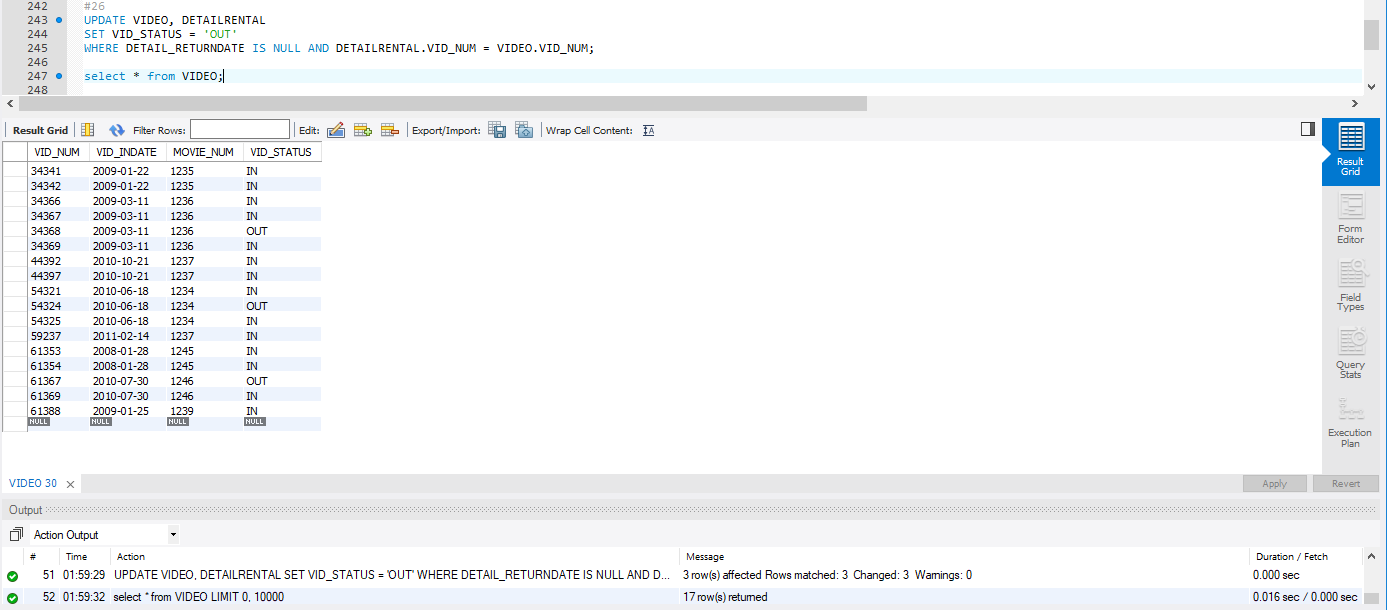 242 #26
243 UPDATE VIDEO, DETAILRENTAL
244 SET VID_STATUS = 'OUT'
245 WHERE DETAIL_RETURNDATE IS NULL AND DETAILRENTAL.VID_NUM = VIDEO.VID_NUM;
246
247 select * from VIDEO;
248
Result Grid Filter Rows: Edit: Export/Import: Wrap Cell Content: IA
VID_NUM VID_INDATE MOVIE_NUM VID_STATUS
34341 2009-01-22 1235 IN
34342 2009-01-22 1235 IN
34366 2009-03-11 1236 IN
34367 2009-03-11 1236 IN
34368 2009-03-11 1236 OUT
34369 2009-03-11 1236 IN
44392 2010-10-21 1237 IN
44397 2010-10-21 1237 IN
54321 2010-06-18 1234 IN
54324 2010-06-18 1234 OUT
54325 2010-06-18 1234 IN
59237 2011-02-14 1237 IN
61353 2008-01-28 1245 IN
61354 2008-01-28 1245 IN
61367 2010-07-30 1246 OUT
61369 2010-07-30 1246 IN
61388 2009-01-25 1239 IN
NULL NULL NULL NULL
Result
Grid
Form
Editor
Field
Types
Query
Stats
Execution
Plan
VIDEO 30 Apply Revert
Output
Action Output
# Time Action Message Duration / Fetch
51 01:59:29 UPDATE VIDEO, DETAILRENTAL SET VID_STATUS = 'OUT' WHERE DETAIL_RETURNDATE IS NULL AND D... 3 row(s) affected Rows matched: 3 Changed: 3 Warnings: 0 0.000 sec
52 01:59:32 select * from VIDEO LIMIT 0, 10000 17 row(s) returned 0.016 sec / 0.000 sec